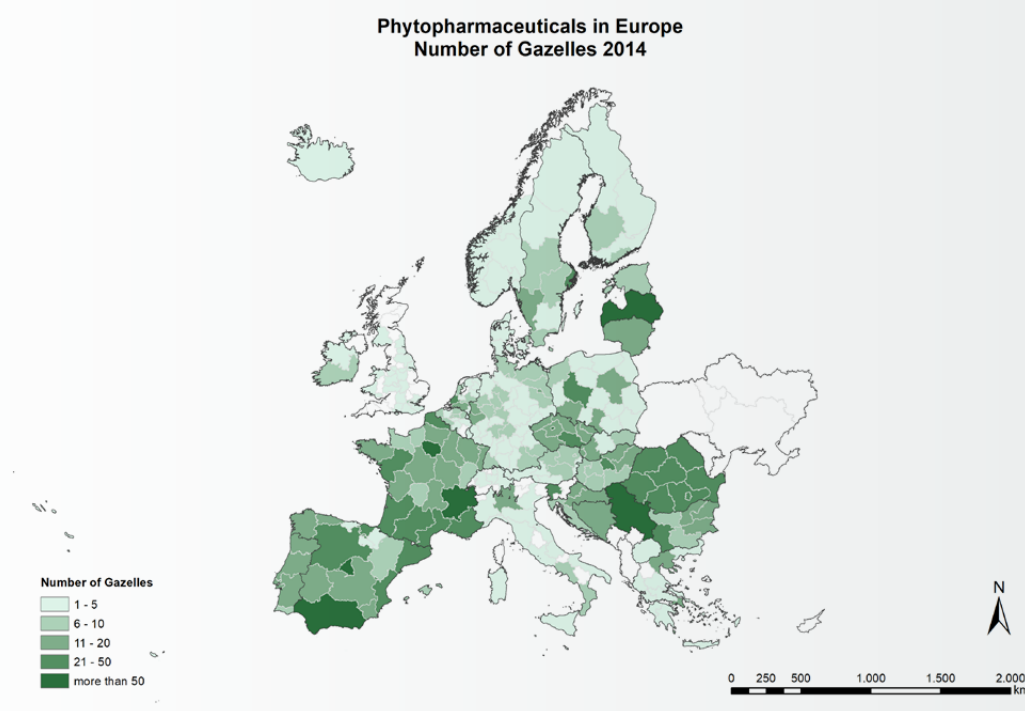 Phytopharmaceuticals in Europe
Number of Gazelles 2014
Number of Gazelles
1 - 5
6 - 10
11 - 20
21 - 50
more than 50
N
0 250 500 1.000 1.500 2.000
km